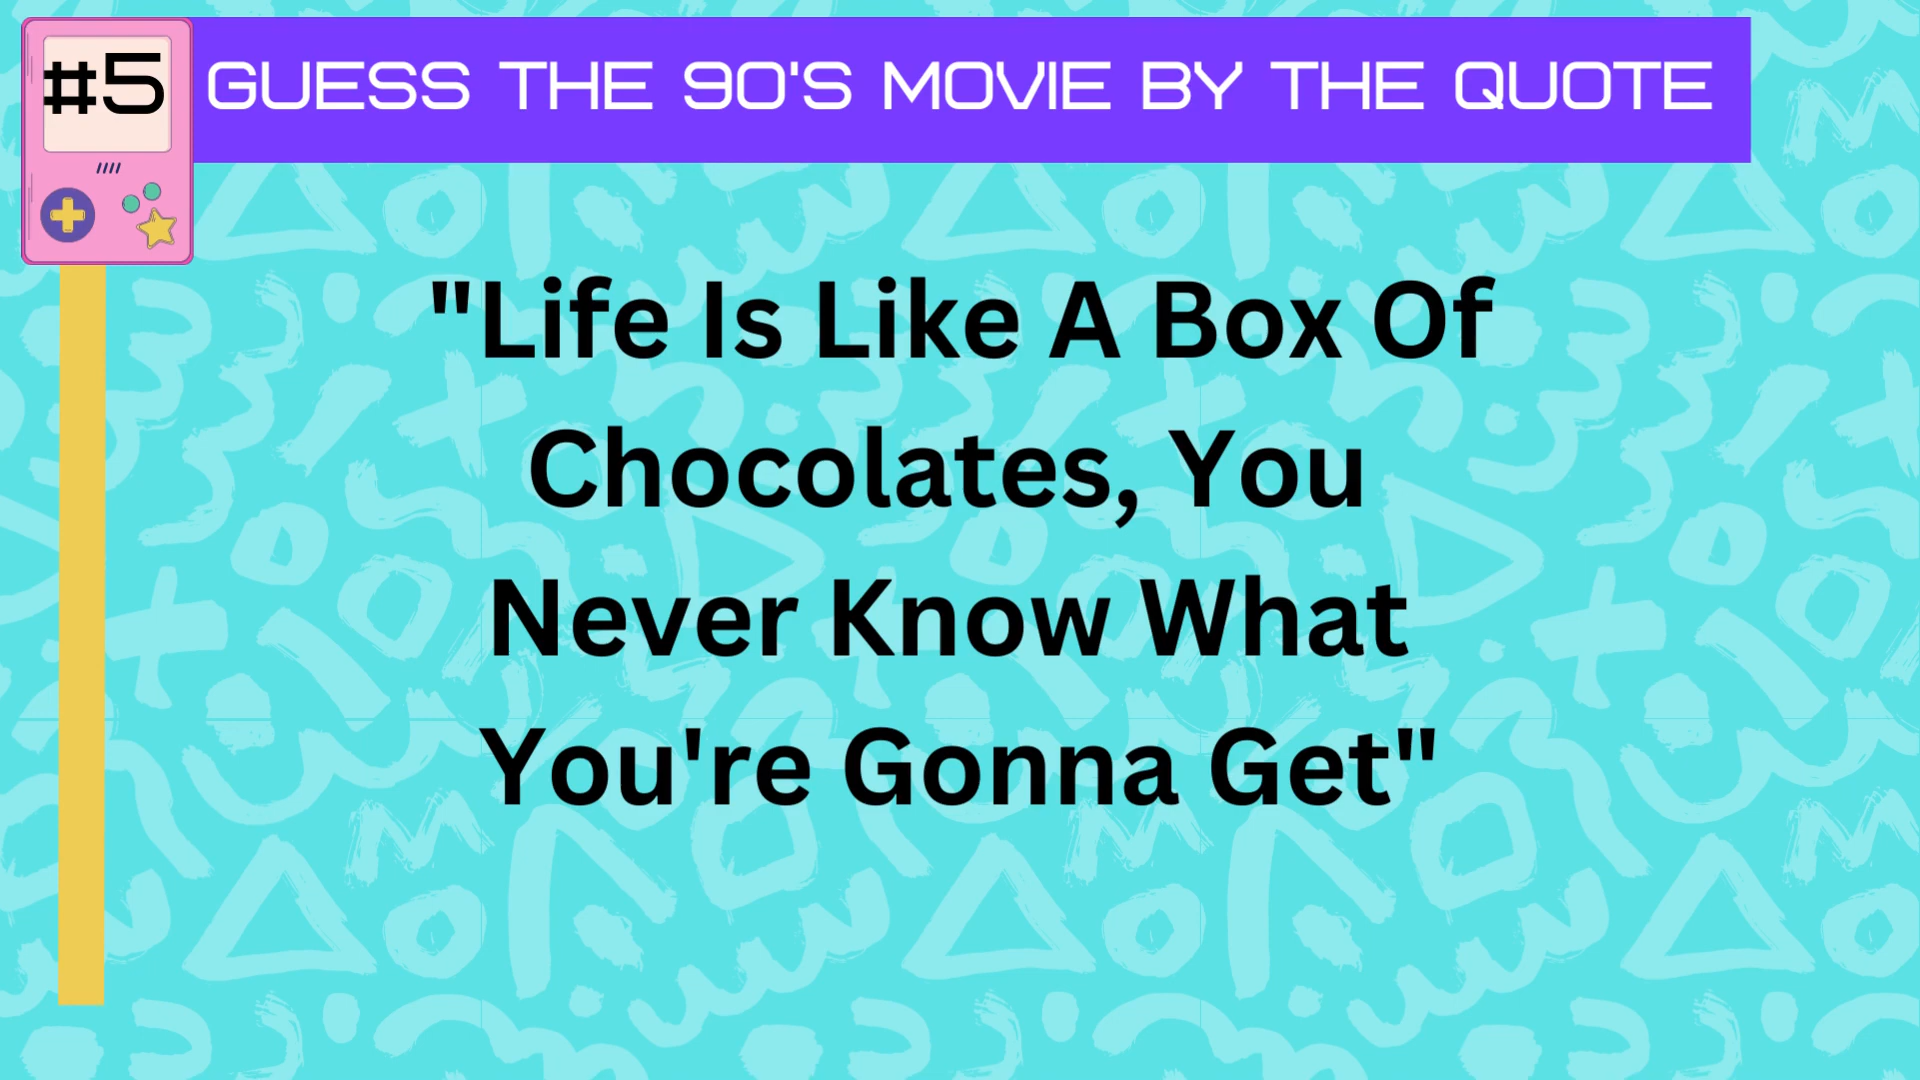 #5
GUESS THE 90'S MOVIE BY THE QUOTE
"Life Is Like A Box Of
Chocolates, You
Never Know What
You're Gonna Get"